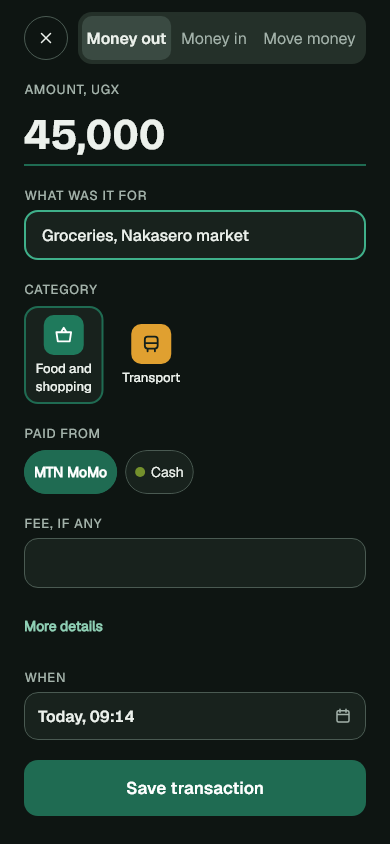 Money out Money in Move money
AMOUNT, UGX
45,000
WHAT WAS IT FOR
Groceries, Nakasero market
CATEGORY
Food and
shopping
Transport
PAID FROM
MTN MoMo Cash
FEE, IF ANY
More details
WHEN
Today, 09:14
Save transaction